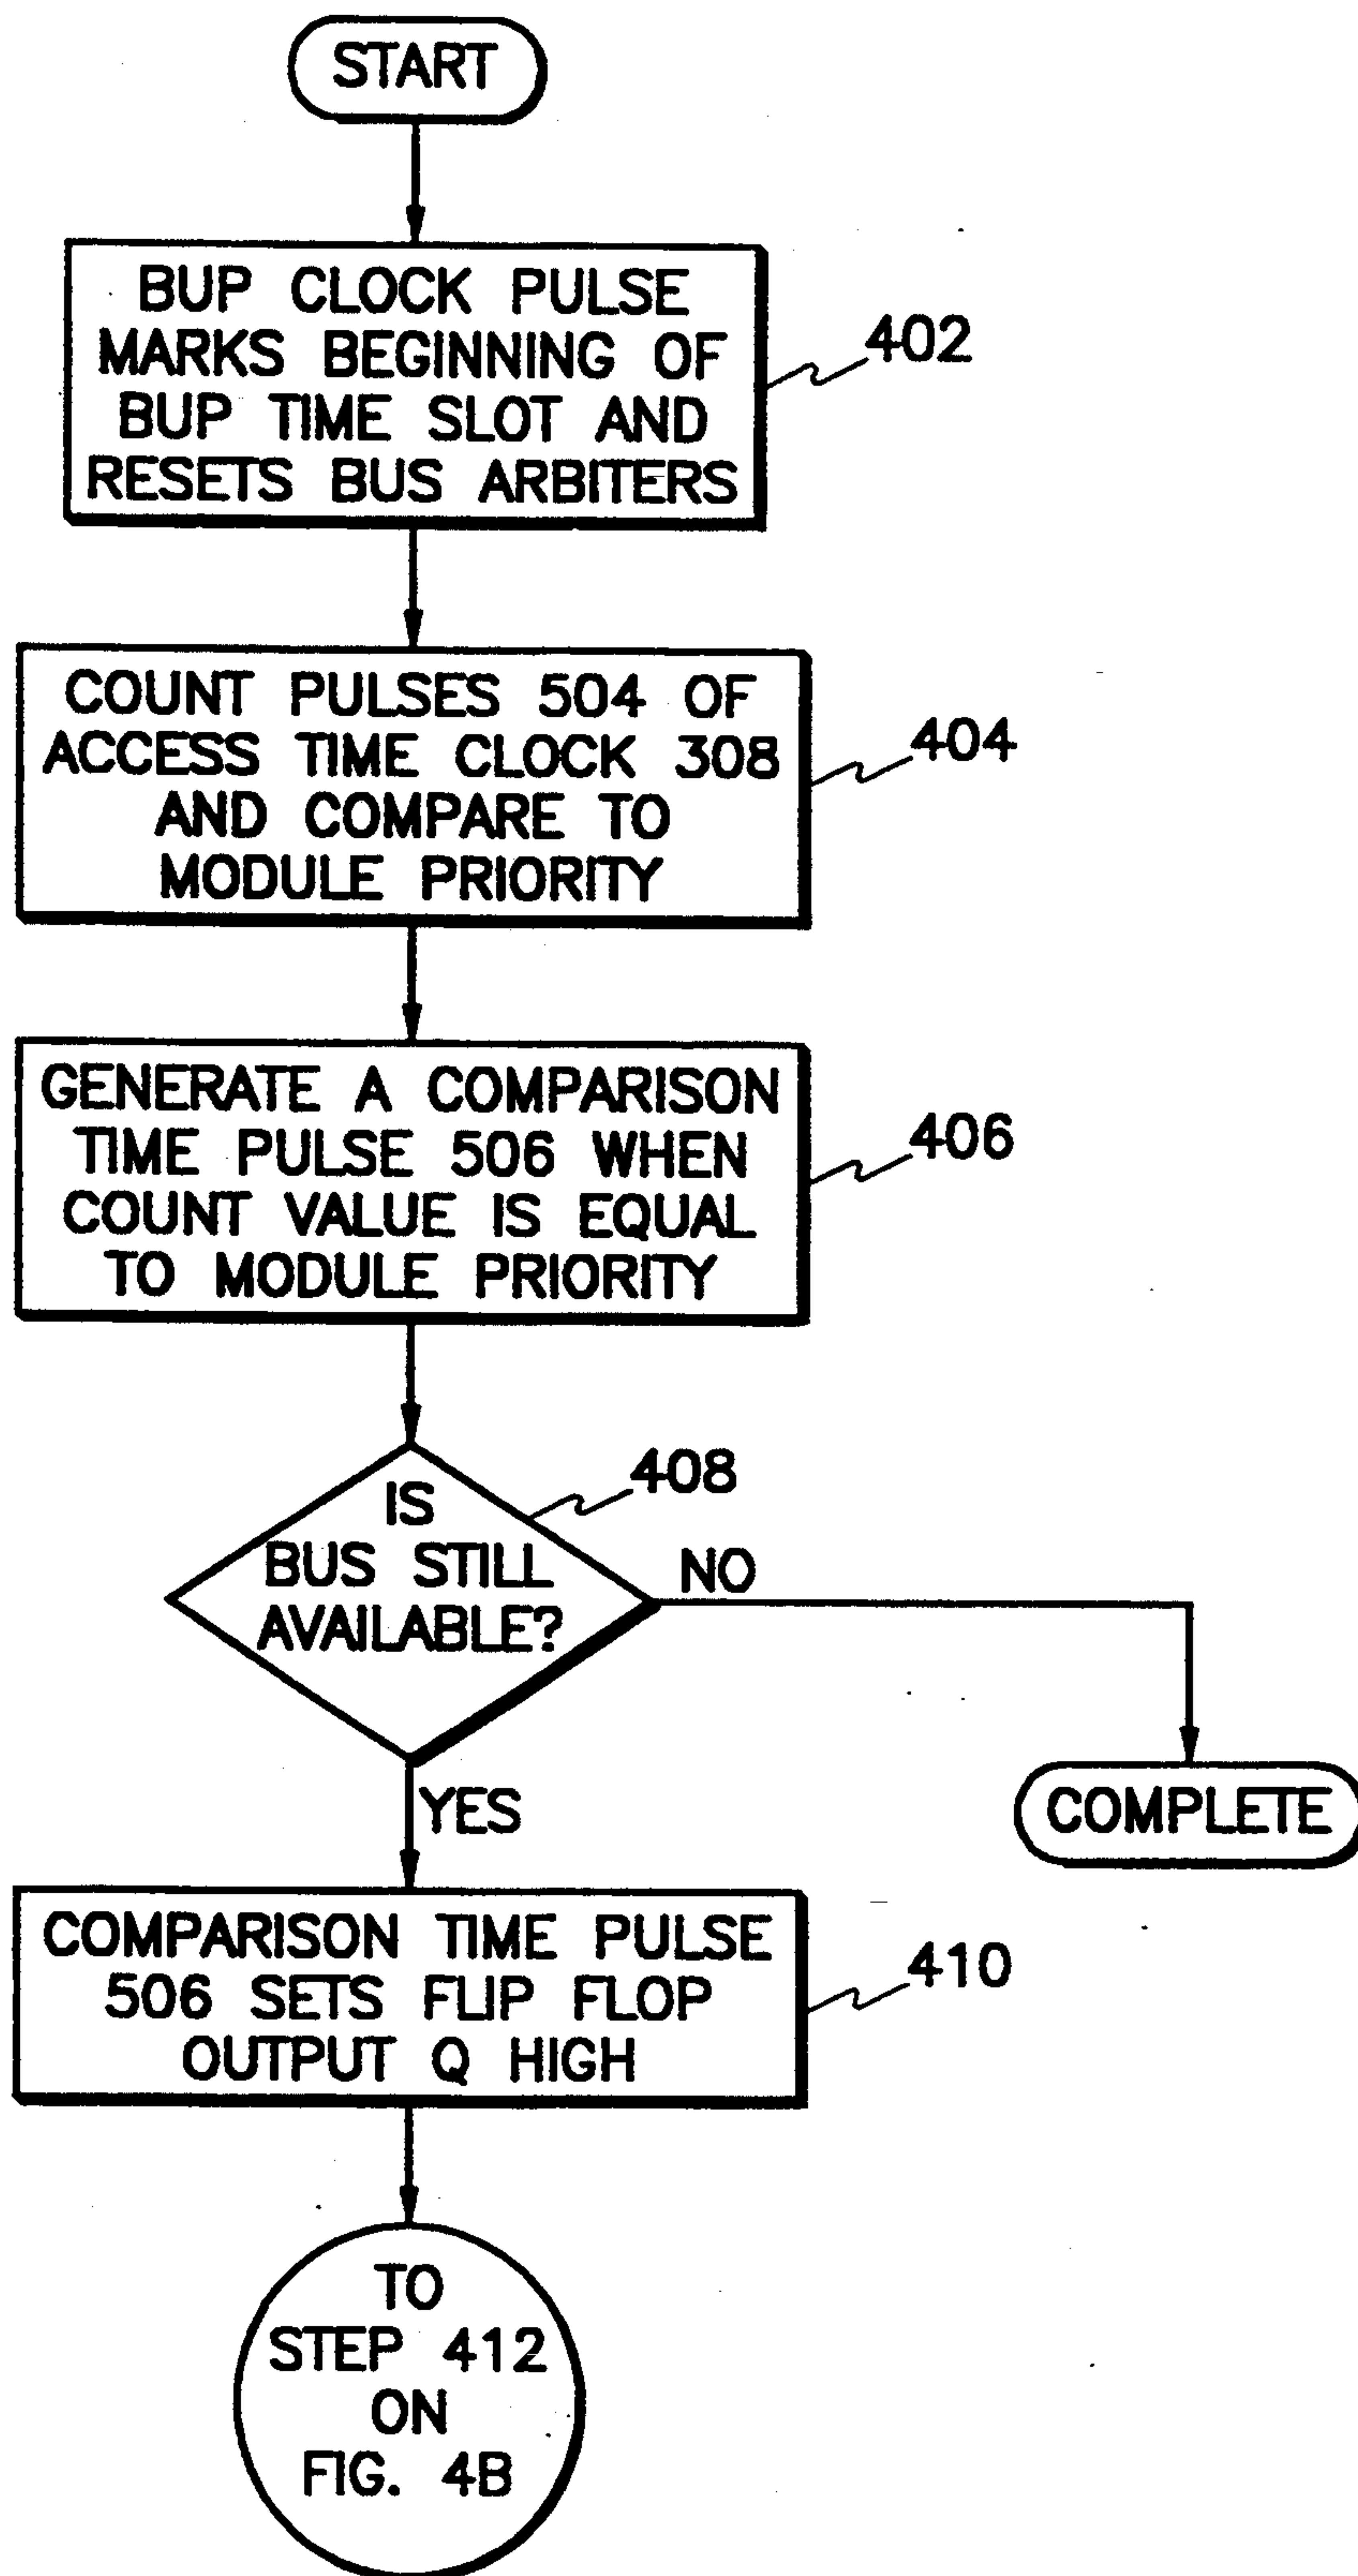 START
BUP CLOCK PULSE
MARKS BEGINNING OF
BUP TIME SLOT AND
RESETS BUS ARBITERS
402
COUNT PULSES 504 OF
ACCESS TIME CLOCK 308
AND COMPARE TO
MODULE PRIORITY
404
GENERATE A COMPARISON
TIME PULSE 506 WHEN
COUNT VALUE IS EQUAL
TO MODULE PRIORITY
406
IS
BUS STILL
AVAILABLE?
408
NO
COMPLETE
YES
COMPARISON TIME PULSE
506 SETS FLIP FLOP
OUTPUT Q HIGH
410
TO
STEP 412
ON
FIG. 4B